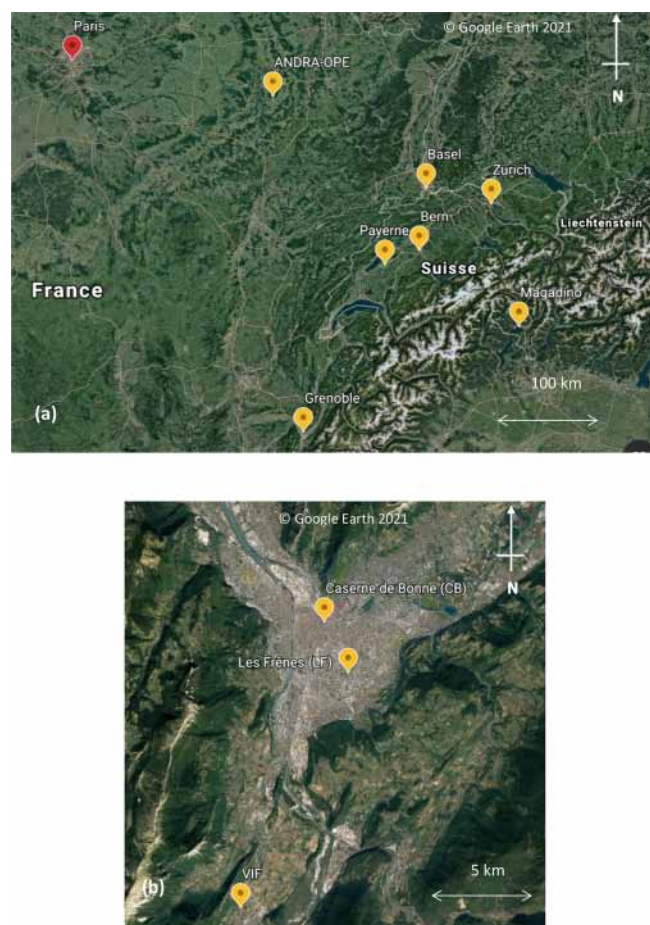 © Google Earth 2021
Paris
ANDRA-OPE
N
Basel
Zurich
Bern
Liechtenstein
Payerne
Suisse
France
Magadino
100 km
(a)
Grenoble
© Google Earth 2021
N
Caserne de Bonne (CB)
Les Frênes (LF)
VIF
5 km
(b)